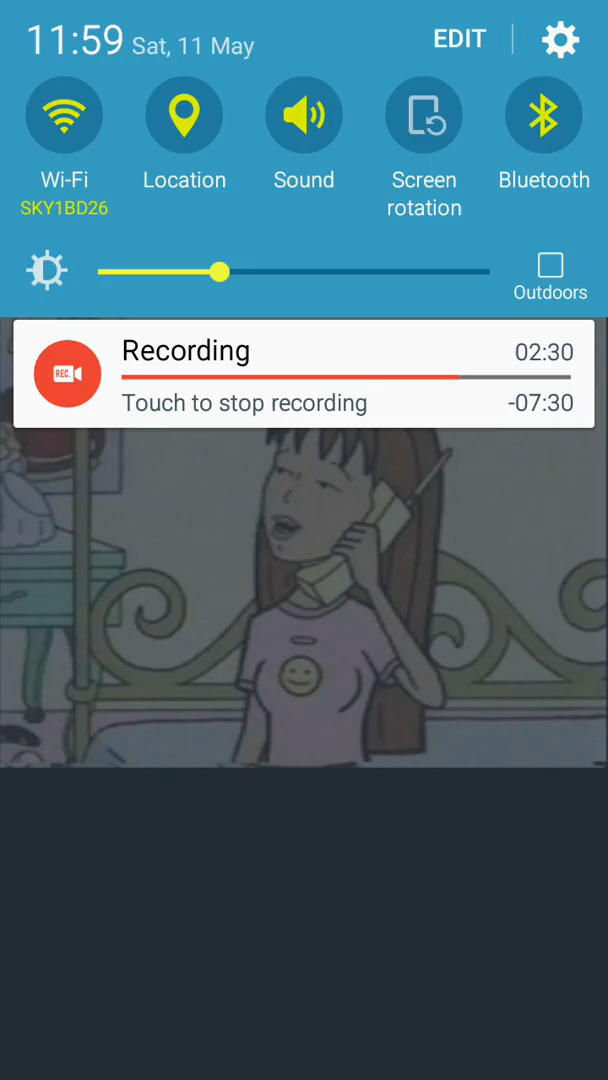 11:59 Sat, 11 May EDIT
Wi-Fi Location Sound Screen rotation Bluetooth
SKY1BD26
Outdoors
REC. Recording 02:30
Touch to stop recording -07:30